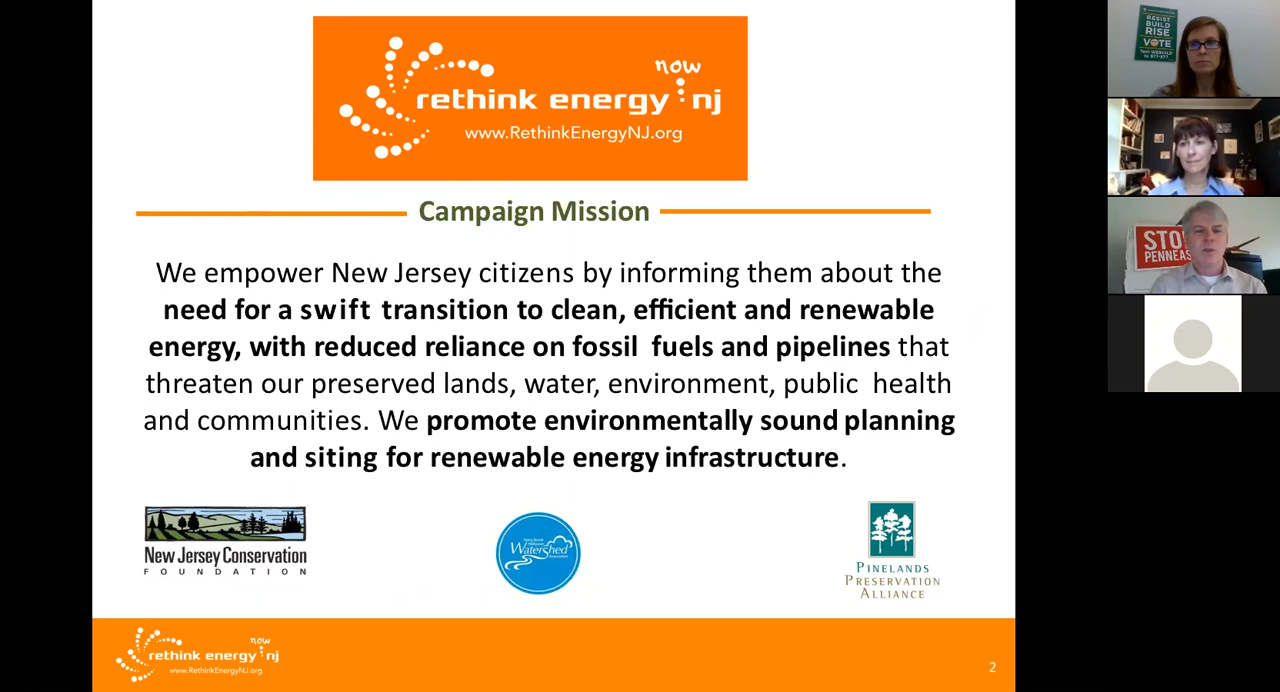 now
rethink energy nj
www.RethinkEnergyNJ.org
Campaign Mission
We empower New Jersey citizens by informing them about the
need for a swift transition to clean, efficient and renewable
energy, with reduced reliance on fossil fuels and pipelines that
threaten our preserved lands, water, environment, public health
and communities. We promote environmentally sound planning
and siting for renewable energy infrastructure.
New Jersey Conservation
FOUNDATION
Watershed
PINELANDS
PRESERVATION
ALLIANCE
now
rethink energy nj
www.RethinkEnergyNJ.org
2
RESIST
BUILD
RISE
VOTE
STOP
PENNEAS